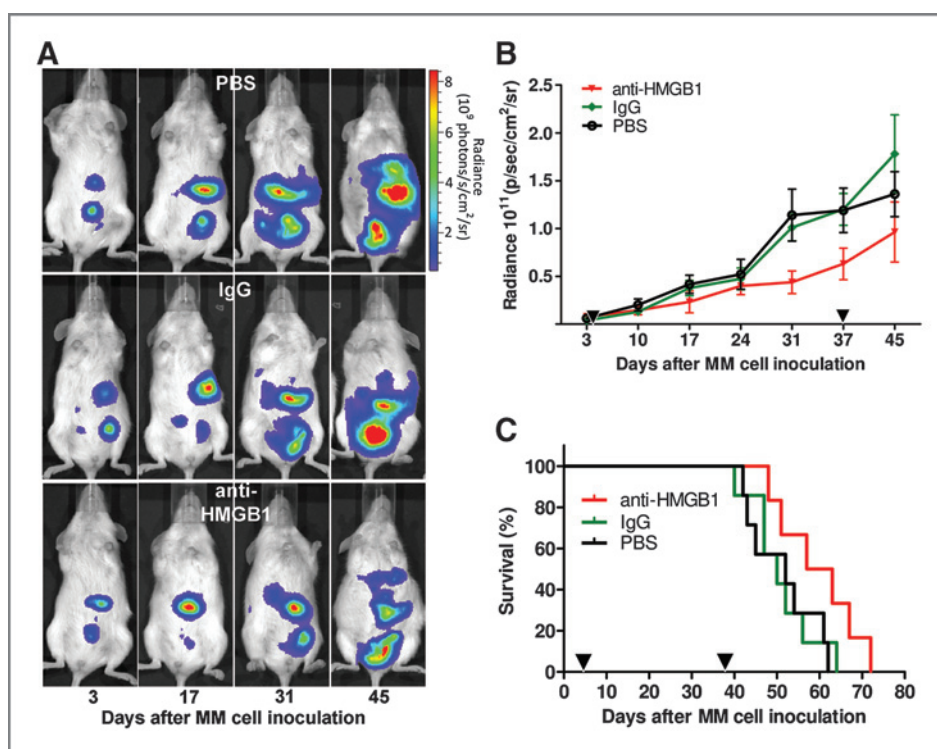 A
PBS
IgG
anti-
HMGB1
8
6
4
2
Radiance
(10⁹ photons/s/cm²/sr)
3 17 31 45
Days after MM cell inoculation
B
anti-HMGB1
IgG
PBS
Radiance 10¹¹(p/sec/cm²/sr)
2.5
2.0
1.5
1.0
0.5
3 10 17 24 31 37 45
Days after MM cell inoculation
C
anti-HMGB1
IgG
PBS
Survival (%)
100
80
60
40
20
0
0 10 20 30 40 50 60 70 80
Days after MM cell inoculation